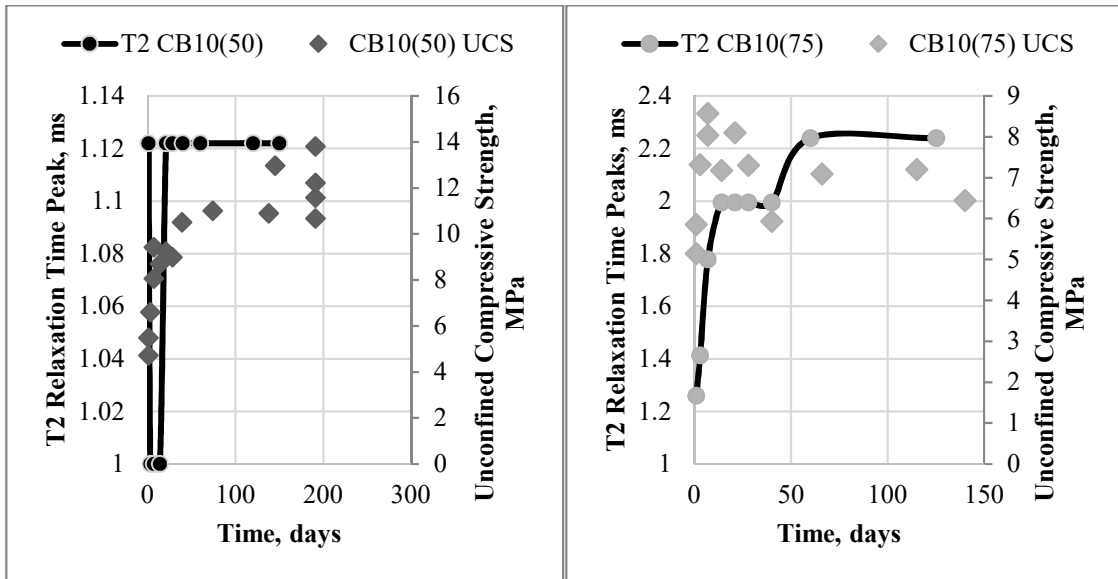 T2 CB10(50)
CB10(50) UCS
1.14
1.12
1.1
1.08
1.06
1.04
1.02
1
T2 Relaxation Time Peak, ms
16
14
12
10
8
6
4
2
0
Unconfined Compressive Strength,
MPa
0 100 200 300
Time, days
T2 CB10(75)
CB10(75) UCS
2.4
2.2
2
1.8
1.6
1.4
1.2
1
T2 Relaxation Time Peaks, ms
9
8
7
6
5
4
3
2
1
0
Unconfined Compressive Strength,
MPa
0 50 100 150
Time, days